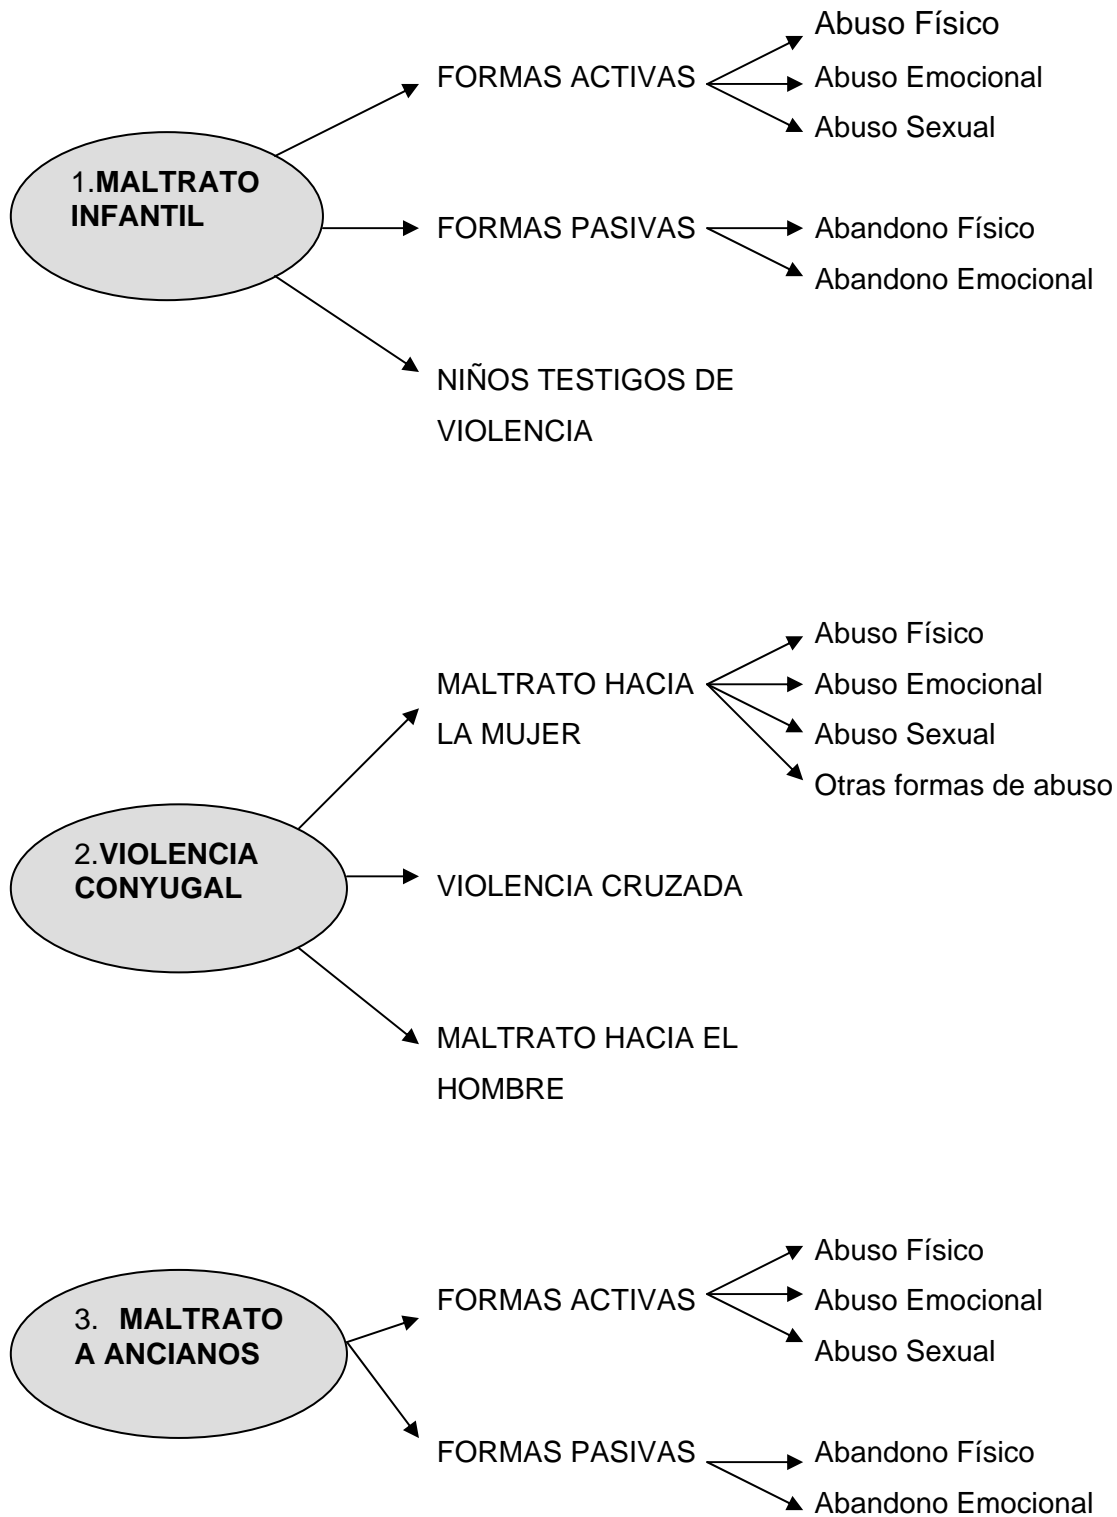 Abuso Físico
FORMAS ACTIVAS
Abuso Emocional
Abuso Sexual
1.MALTRATO
INFANTIL
FORMAS PASIVAS
Abandono Físico
Abandono Emocional
NIÑOS TESTIGOS DE
VIOLENCIA
Abuso Físico
MALTRATO HACIA
LA MUJER
Abuso Emocional
Abuso Sexual
Otras formas de abuso
2.VIOLENCIA
CONYUGAL
VIOLENCIA CRUZADA
MALTRATO HACIA EL
HOMBRE
Abuso Físico
3. MALTRATO
A ANCIANOS
FORMAS ACTIVAS
Abuso Emocional
Abuso Sexual
FORMAS PASIVAS
Abandono Físico
Abandono Emocional